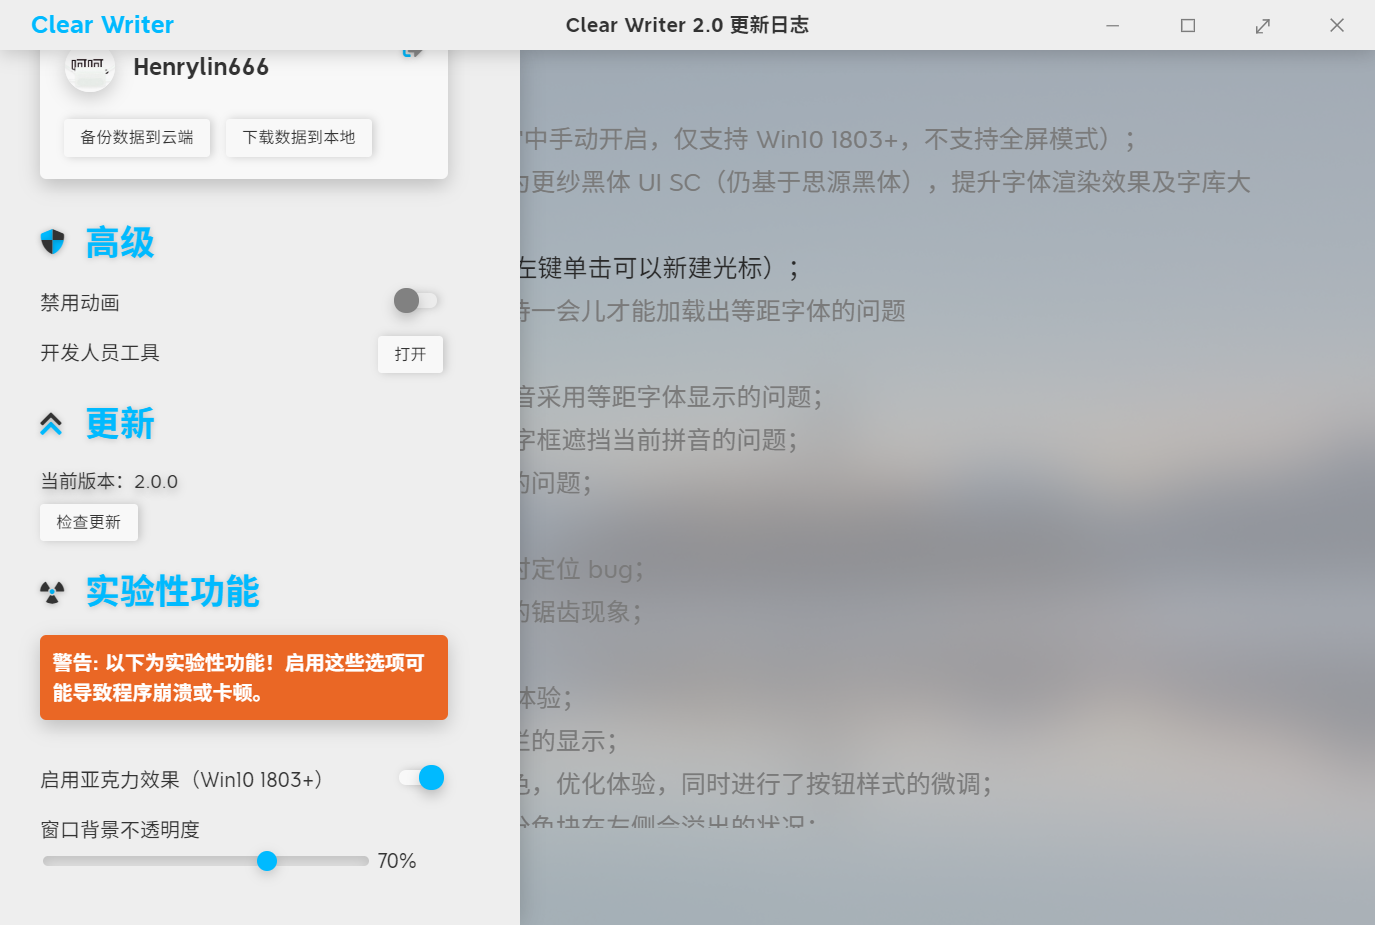 Clear Writer
Clear Writer 2.0 更新日志
Henrylin666
备份数据到云端
下载数据到本地
高级
禁用动画
开发人员工具
打开
更新
当前版本：2.0.0
检查更新
实验性功能
警告: 以下为实验性功能！启用这些选项可
能导致程序崩溃或卡顿。
启用亚克力效果（Win10 1803+）
窗口背景不透明度
70%
中手动开启，仅支持 Win10 1803+，不支持全屏模式）；
为更纱黑体 UI SC（仍基于思源黑体），提升字体渲染效果及字库大
左键单击可以新建光标）；
待一会儿才能加载出等距字体的问题
音采用等距字体显示的问题；
字框遮挡当前拼音的问题；
的问题；
时定位 bug；
的锯齿现象；
体验；
栏的显示；
色，优化体验，同时进行了按钮样式的微调；
色块在左侧会溢出的状况；